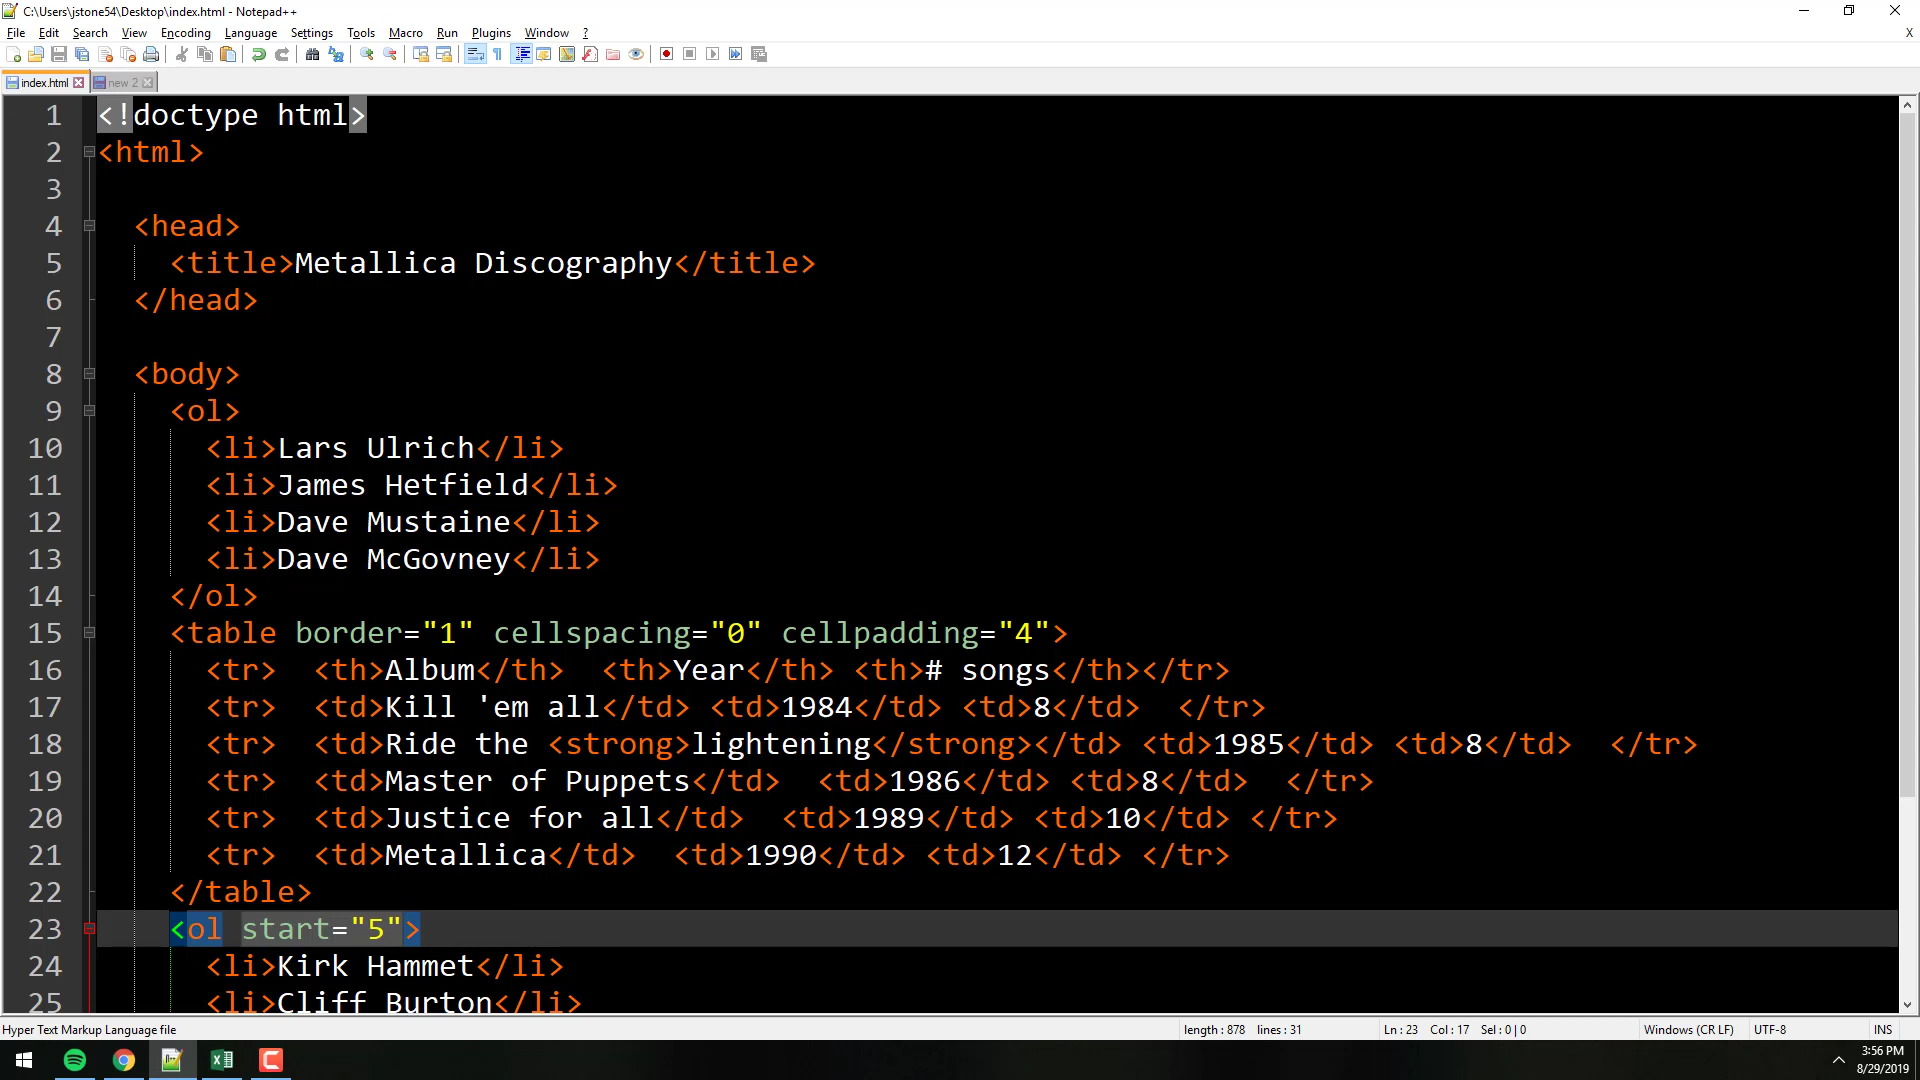 C:\Users\jstone54\Desktop\index.html - Notepad++
File Edit Search View Encoding Language Settings Tools Macro Run Plugins Window ? X
index.html new 2
1 <!doctype html>
2 <html>
3
4 <head>
5 <title>Metallica Discography</title>
6 </head>
7
8 <body>
9 <ol>
10 <li>Lars Ulrich</li>
11 <li>James Hetfield</li>
12 <li>Dave Mustaine</li>
13 <li>Dave McGovney</li>
14 </ol>
15 <table border="1" cellspacing="0" cellpadding="4">
16 <tr> <th>Album</th> <th>Year</th> <th># songs</th></tr>
17 <tr> <td>Kill 'em all</td> <td>1984</td> <td>8</td> </tr>
18 <tr> <td>Ride the <strong>lightening</strong></td> <td>1985</td> <td>8</td> </tr>
19 <tr> <td>Master of Puppets</td> <td>1986</td> <td>8</td> </tr>
20 <tr> <td>Justice for all</td> <td>1989</td> <td>10</td> </tr>
21 <tr> <td>Metallica</td> <td>1990</td> <td>12</td> </tr>
22 </table>
23 <ol start="5">
24 <li>Kirk Hammet</li>
25 <li>Cliff Burton</li>
Hyper Text Markup Language file length : 878 lines : 31 Ln : 23 Col : 17 Sel : 0 | 0 Windows (CR LF) UTF-8 INS
3:56 PM
8/29/2019